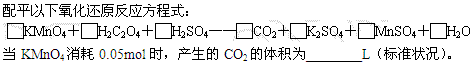 配平以下氧化还原反应方程式：
□KMnO₄＋□H₂C₂O₄＋□H₂SO₄——□CO₂＋□K₂SO₄＋□MnSO₄＋□H₂O
当 KMnO₄ 消耗 0.05mol 时，产生的 CO₂ 的体积为________L（标准状况）。